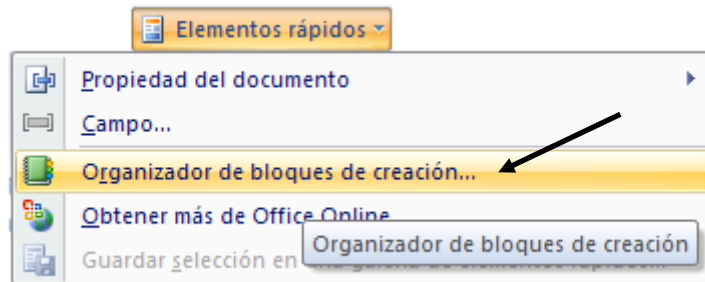 Elementos rápidos
Propiedad del documento
Campo...
Organizador de bloques de creación...
Obtener más de Office Online
Organizador de bloques de creación
Guardar selección en